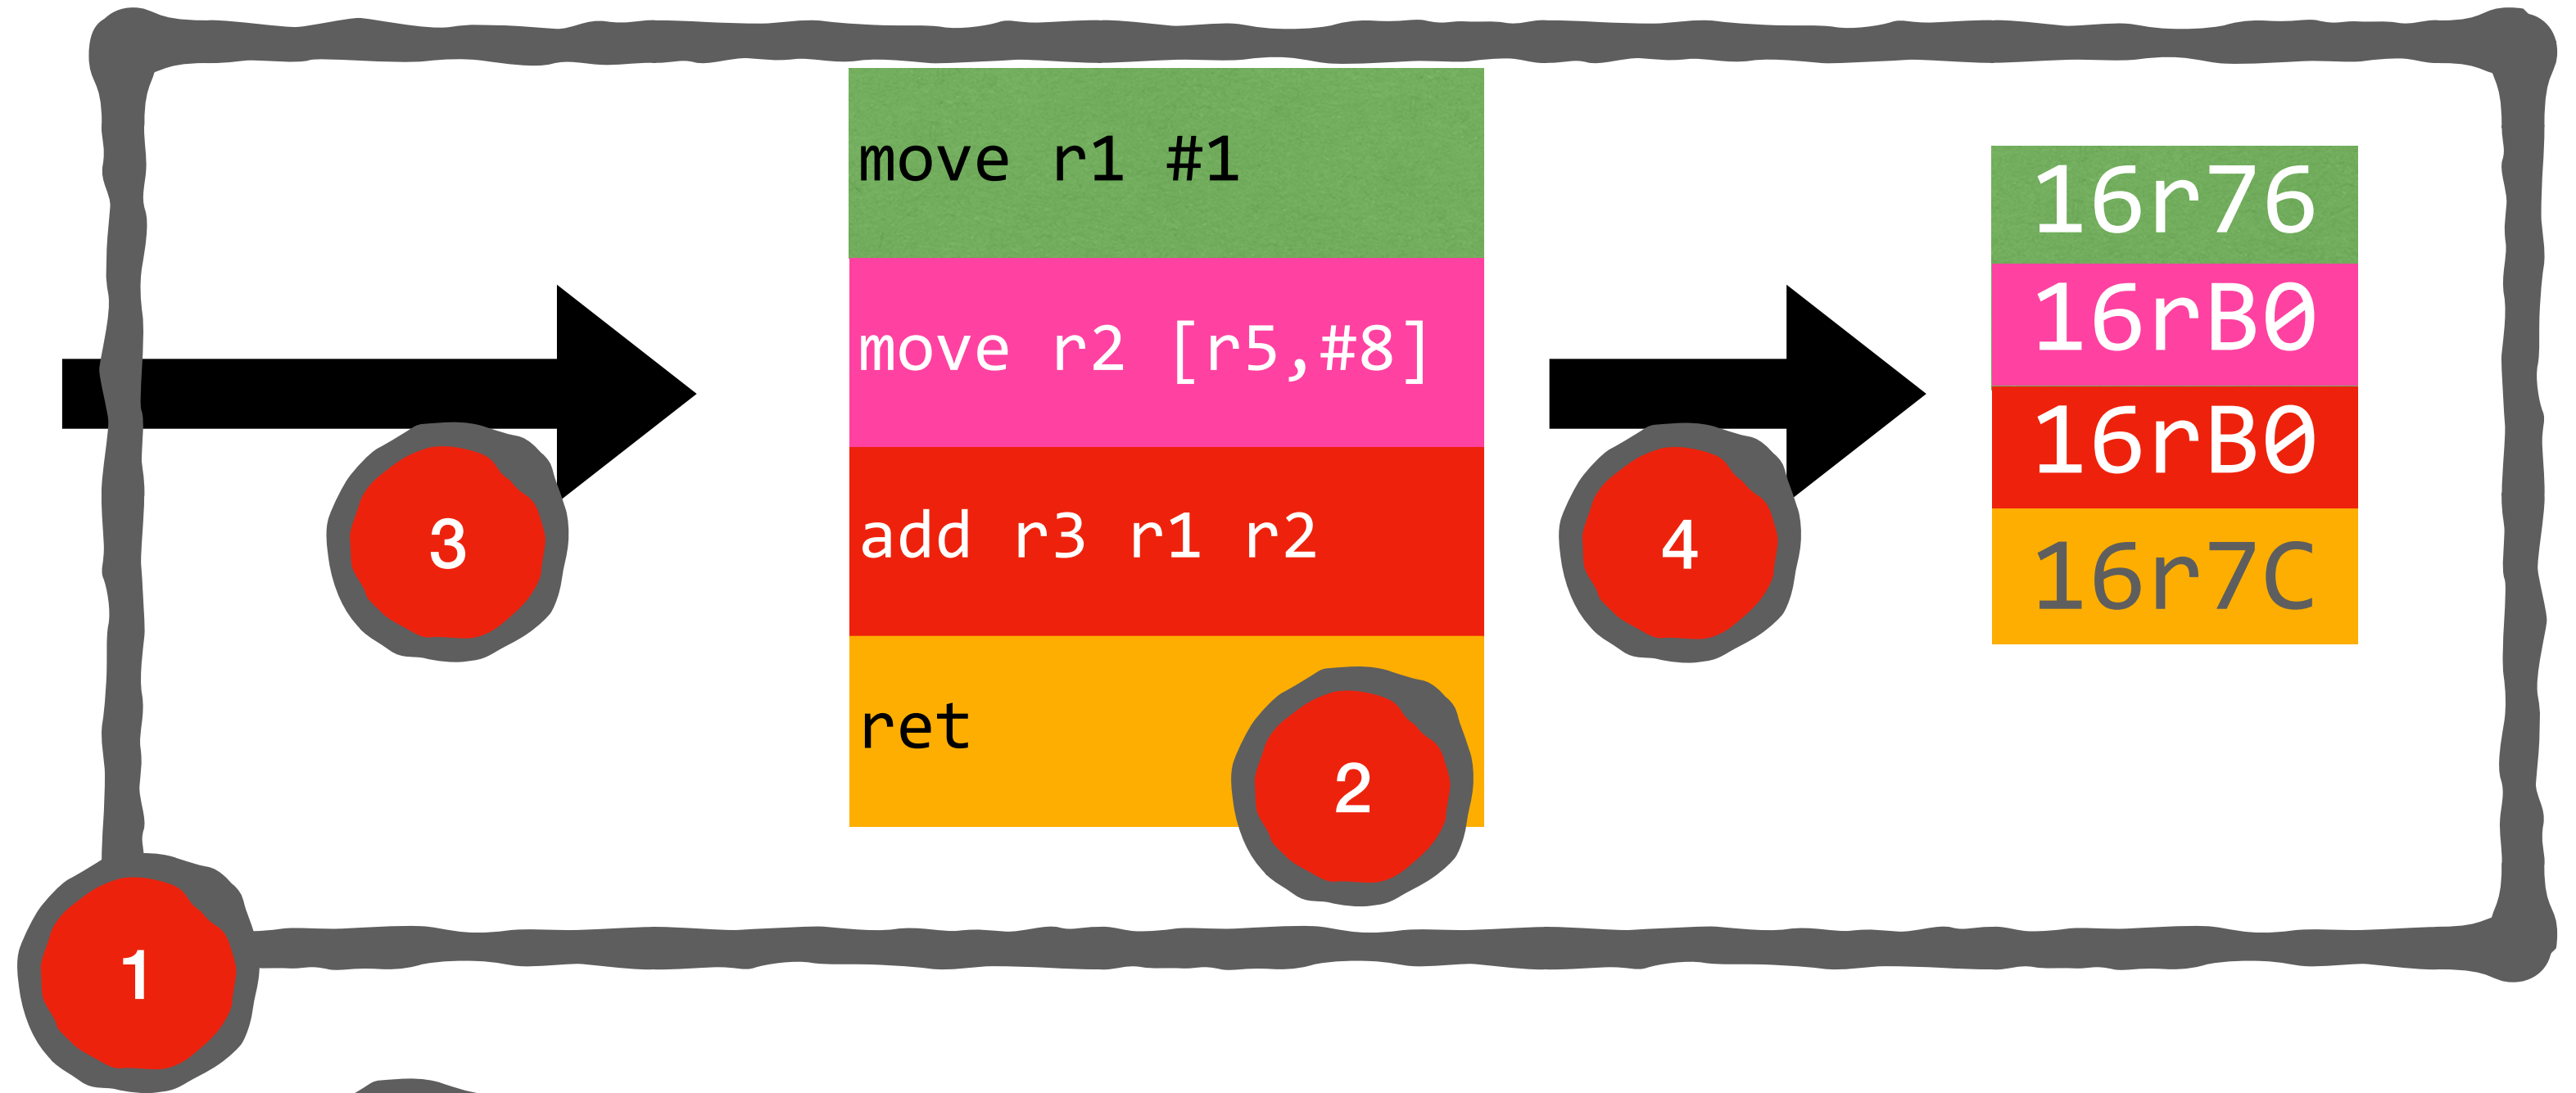 move r1 #1
move r2 [r5,#8]
add r3 r1 r2
ret
16r76
16rB0
16rB0
16r7C
3
4
2
1